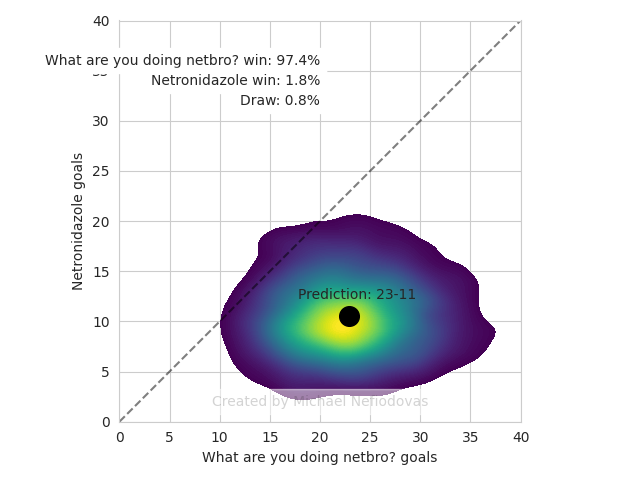 40
What are you doing netbro? win: 97.4%
Netronidazole win: 1.8%
Draw: 0.8%
30
25
20
15
10
5
0
Netronidazole goals
Prediction: 23-11
Created by Michael Nefiodovas
0 5 10 15 20 25 30 35 40
What are you doing netbro? goals